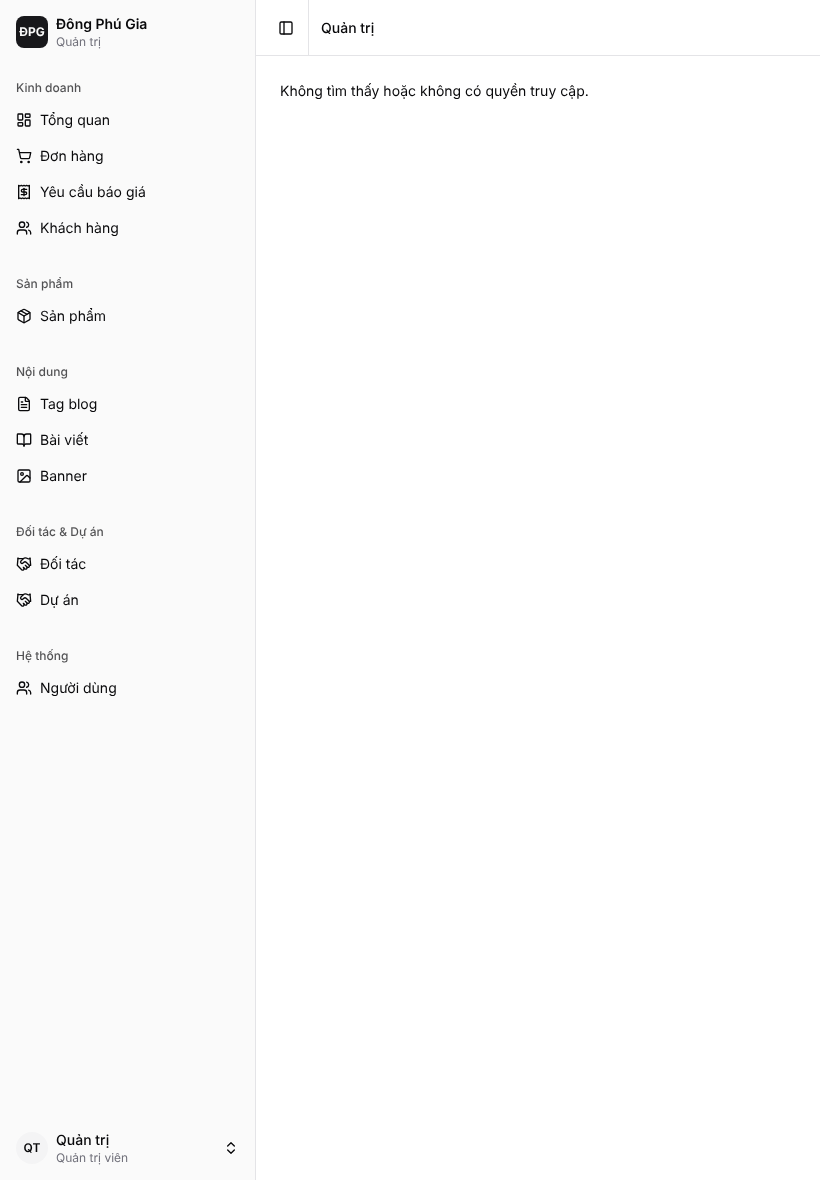 ĐPG
Đông Phú Gia
Quản trị
Kinh doanh
Tổng quan
Đơn hàng
Yêu cầu báo giá
Khách hàng
Sản phẩm
Sản phẩm
Nội dung
Tag blog
Bài viết
Banner
Đối tác & Dự án
Đối tác
Dự án
Hệ thống
Người dùng
QT
Quản trị
Quản trị viên
Quản trị
Không tìm thấy hoặc không có quyền truy cập.